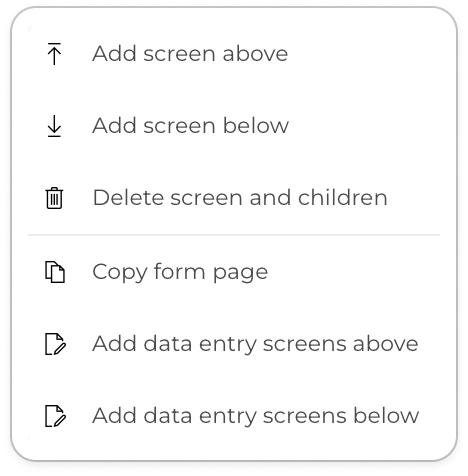 Add screen above
Add screen below
Delete screen and children
Copy form page
Add data entry screens above
Add data entry screens below